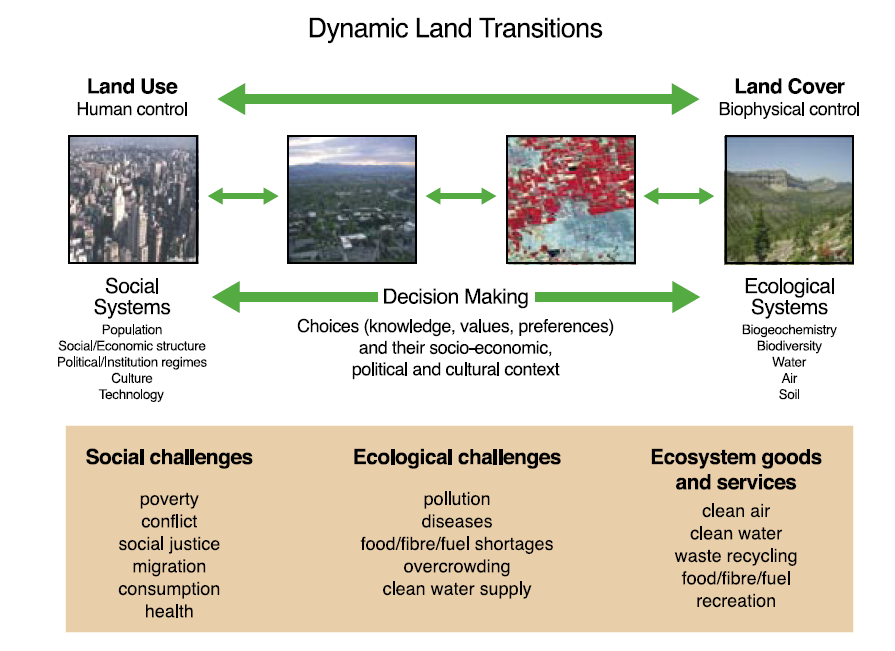 Dynamic Land Transitions
Land Use
Human control
Land Cover
Biophysical control
Social
Systems
Population
Social/Economic structure
Political/Institution regimes
Culture
Technology
Decision Making
Choices (knowledge, values, preferences)
and their socio-economic,
political and cultural context
Ecological
Systems
Biogeochemistry
Biodiversity
Water
Air
Soil
Social challenges
poverty
conflict
social justice
migration
consumption
health
Ecological challenges
pollution
diseases
food/fibre/fuel shortages
overcrowding
clean water supply
Ecosystem goods
and services
clean air
clean water
waste recycling
food/fibre/fuel
recreation